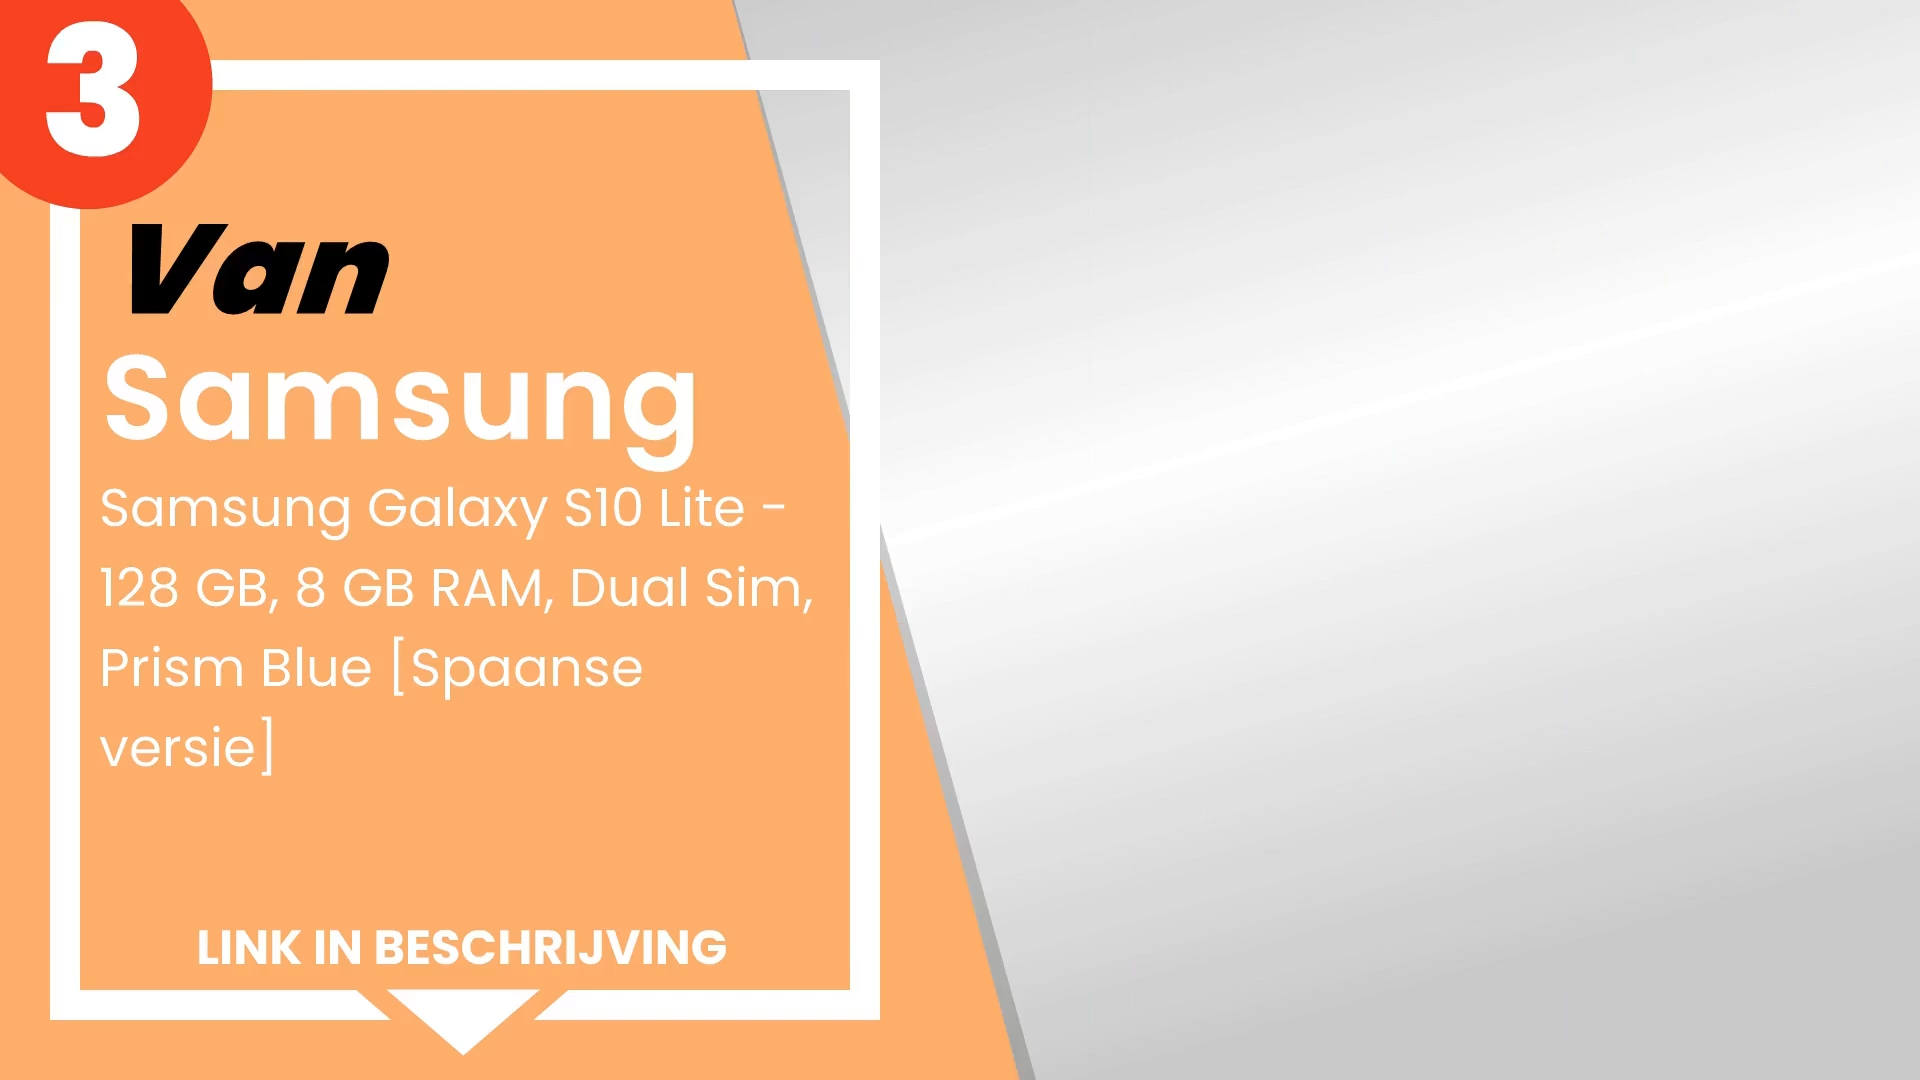 3
Van
Samsung
Samsung Galaxy S10 Lite -
128 GB, 8 GB RAM, Dual Sim,
Prism Blue [Spaanse
versie]
LINK IN BESCHRIJVING